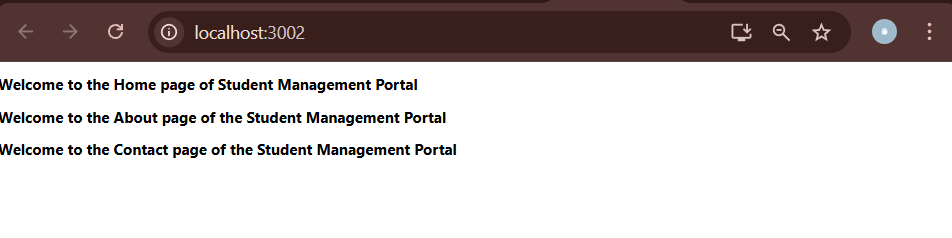 localhost:3002
Welcome to the Home page of Student Management Portal
Welcome to the About page of the Student Management Portal
Welcome to the Contact page of the Student Management Portal